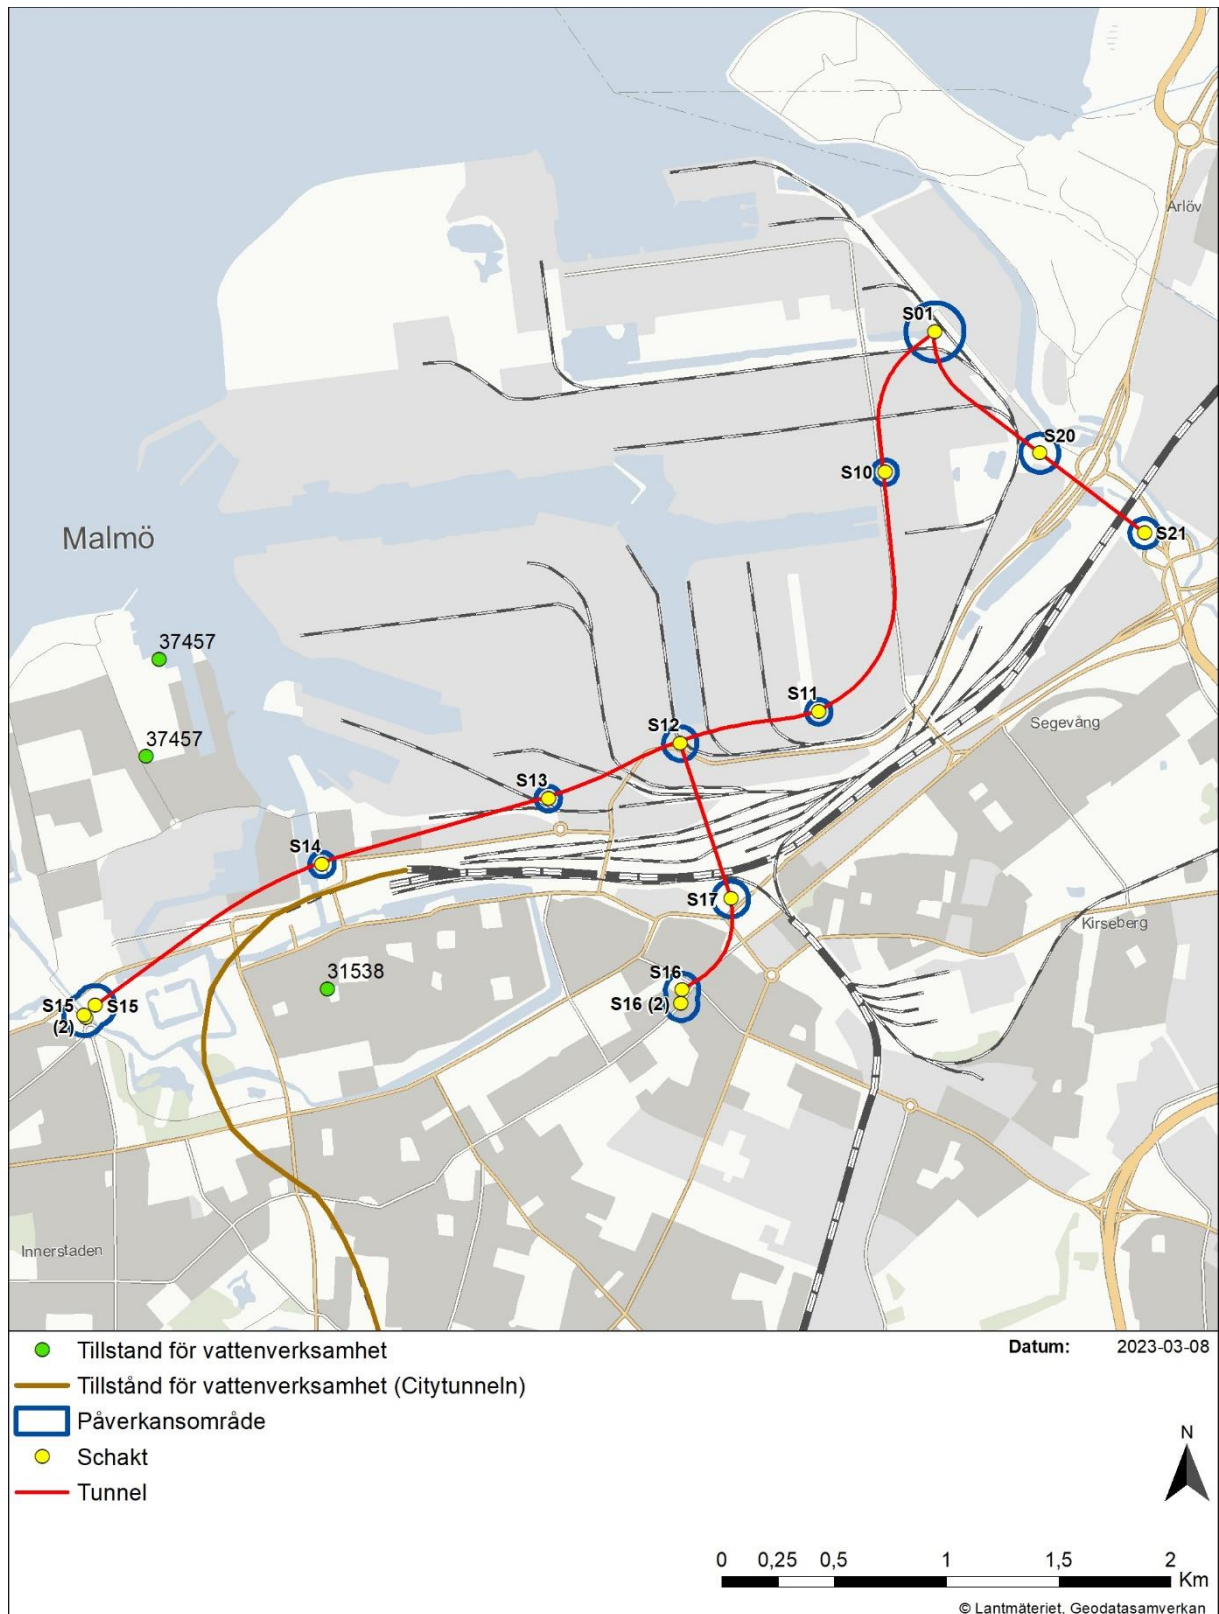 Arlöv
S01
S20
S10
S21
Malmö
37457
S11
Segevång
S12
37457
S13
S14
S17
Kirseberg
31538
S16
S16 (2)
S15
S15
(2)
Innerstaden
Tillstand för vattenverksamhet
Datum: 2023-03-08
Tillstånd för vattenverksamhet (Citytunneln)
Påverkansområde
Schakt
N
Tunnel
0 0,25 0,5 1 1,5 2
Km
© Lantmäteriet, Geodatasamverkan